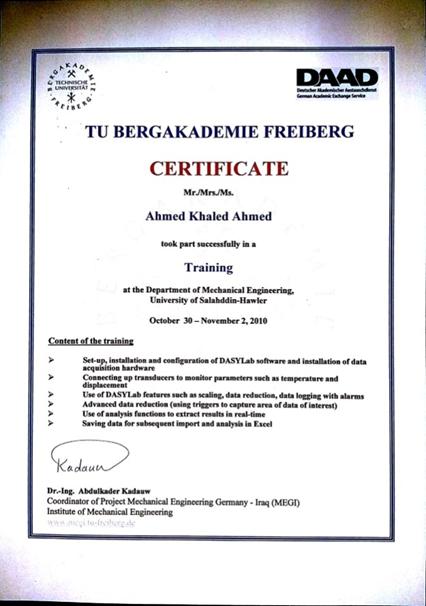 BERGAKADEMIE
TECHNISCHE
UNIVERSITÄT
FREIBERG
DAAD
Deutscher Akademischer Austauschdienst
German Academic Exchange Service
TU BERGAKADEMIE FREIBERG
CERTIFICATE
Mr./Mrs./Ms.
Ahmed Khaled Ahmed
took part successfully in a
Training
at the Department of Mechanical Engineering,
University of Salahddin-Hawler
October 30 – November 2, 2010
Content of the training
➢ Set-up, installation and configuration of DASYLab software and installation of data
acquisition hardware
➢ Connecting up transducers to monitor parameters such as temperature and
displacement
➢ Use of DASYLab features such as scaling, data reduction, data logging with alarms
➢ Advanced data reduction (using triggers to capture area of data of interest)
➢ Use of analysis functions to extract results in real-time
➢ Saving data for subsequent import and analysis in Excel
Kadauw
Dr.-Ing. Abdulkader Kadauw
Coordinator of Project Mechanical Engineering Germany - Iraq (MEGI)
Institute of Mechanical Engineering
www.megi.tu-freiberg.de